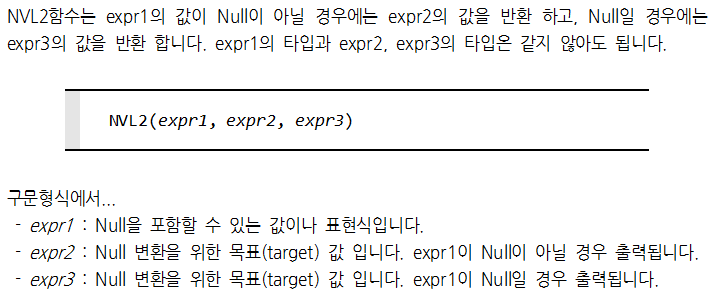 NVL2함수는 expr1의 값이 Null이 아닐 경우에는 expr2의 값을 반환 하고, Null일 경우에는
expr3의 값을 반환 합니다. expr1의 타입과 expr2, expr3의 타입은 같지 않아도 됩니다.
NVL2(expr1, expr2, expr3)
구문형식에서...
- expr1 : Null을 포함할 수 있는 값이나 표현식입니다.
- expr2 : Null 변환을 위한 목표(target) 값 입니다. expr1이 Null이 아닐 경우 출력됩니다.
- expr3 : Null 변환을 위한 목표(target) 값 입니다. expr1이 Null일 경우 출력됩니다.